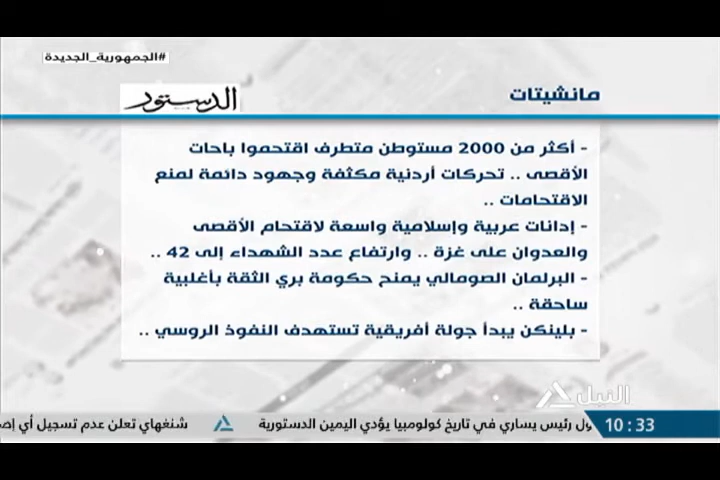 #الجمهورية_الجديدة
مانشيتات
الدستور
- أكثر من 2000 مستوطن متطرف اقتحموا باحات
الأقصى .. تحركات أردنية مكثفة وجهود دائمة لمنع
الاقتحامات ..
- إدانات عربية وإسلامية واسعة لاقتحام الأقصى
والعدوان على غزة .. وارتفاع عدد الشهداء إلى 42 ..
- البرلمان الصومالي يمنح حكومة بري الثقة بأغلبية
ساحقة ..
- بلينكن يبدأ جولة أفريقية تستهدف النفوذ الروسي ..
النيل
10:33
ول رئيس يساري في تاريخ كولومبيا يؤدي اليمين الدستورية
شنغهاي تعلن عدم تسجيل أي إص